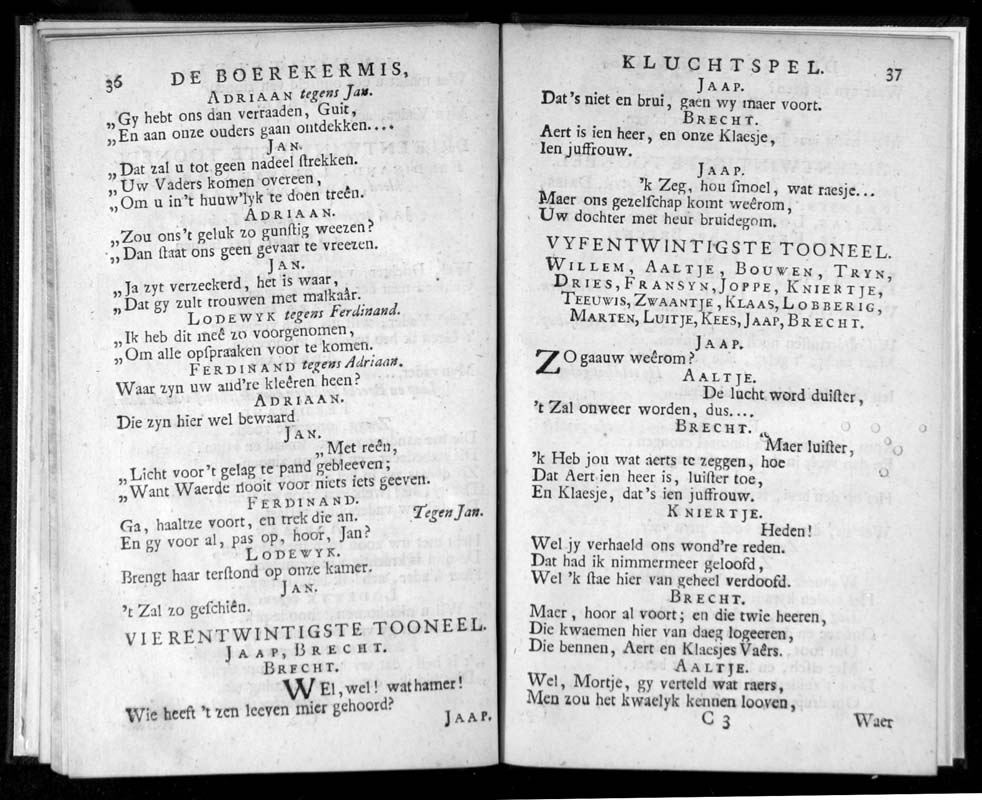 36
DE BOEREKERMIS,
ADRIAAN tegens Jan.
„Gy hebt ons dan verraaden, Guit,
„En aan onze ouders gaan ontdekken....
JAN.
„Dat zal u tot geen nadeel ſtrekken.
„Uw Vaders komen overeen,
„Om u in't huuw'lyk te doen treên.
ADRIAAN.
„Zou ons't geluk zo gunſtig weezen?
„Dan ſtaat ons geen gevaar te vreezen.
JAN.
„Ja zyt verzeekerd, het is waar,
„Dat gy zult trouwen met malkaâr.
LODEWYK tegens Ferdinand.
„Ik heb dit meê zo voorgenomen,
„Om alle opſpraaken voor te komen.
FERDINAND tegens Adriaan.
Waar zyn uw and're kleêren heen?
ADRIAAN.
Die zyn hier wel bewaard
JAN.
„Met reên,
„Licht voor't gelag te pand gebleeven;
„Want Waerde nooit voor niets iets geeven.
FERDINAND.
Ga, haaltze voort, en trek die an. Tegen Jan.
En gy voor al, pas op, hoor, Jan?
LODEWYK.
Brengt haar terſtond op onze kamer.
JAN.
't Zal zo geſchiên.
VIERENTWINTIGSTE TOONEEL.
JAAP, BRECHT.
BRECHT.
WEl, wel! wat hamer!
Wie heeft 't zen leeven mier gehoord?
JAAP.
KLUCHTSPEL.
37
JAAP.
Dat's niet en brui, gaen wy maer voort.
BRECHT.
Aert is ien heer, en onze Klaesje,
Ien juffrouw.
JAAP.
'k Zeg, hou ſmoel, wat raesje...
Maer ons gezelſchap komt weêrom,
Uw dochter met heur bruidegom.
VYFENTWINTIGSTE TOONEEL.
WILLEM, AALTJE, BOUWEN, TRYN,
DRIES, FRANSYN, JOPPE, KNIERTJE,
TEEUWIS, ZWAANTJE, KLAAS, LOBBERIG,
MARTEN, LUITJE, KEES, JAAP, BRECHT.
JAAP.
ZO gaauw weêrom?
AALTJE.
De lucht word duiſter,
't Zal onweer worden, dus....
BRECHT.
Maer luiſter,
'k Heb jou wat aerts te zeggen, hoe
Dat Aert ien heer is, luiſter toe,
En Klaesje, dat's ien juffrouw.
KNIERTJE.
Heden!
Wel jy verhaeld ons wond're reden.
Dat had ik nimmermeer geloofd,
Wel 'k ſtae hier van geheel verdoofd.
BRECHT.
Maer, hoor al voort; en die twie heeren,
Die kwaemen hier van daeg logeeren,
Die bennen, Aert en Klaesjes Vaêrs.
AALTJE.
Wel, Mortje, gy verteld wat raers,
Men zou het kwaelyk kennen looven,
C 3
Waer